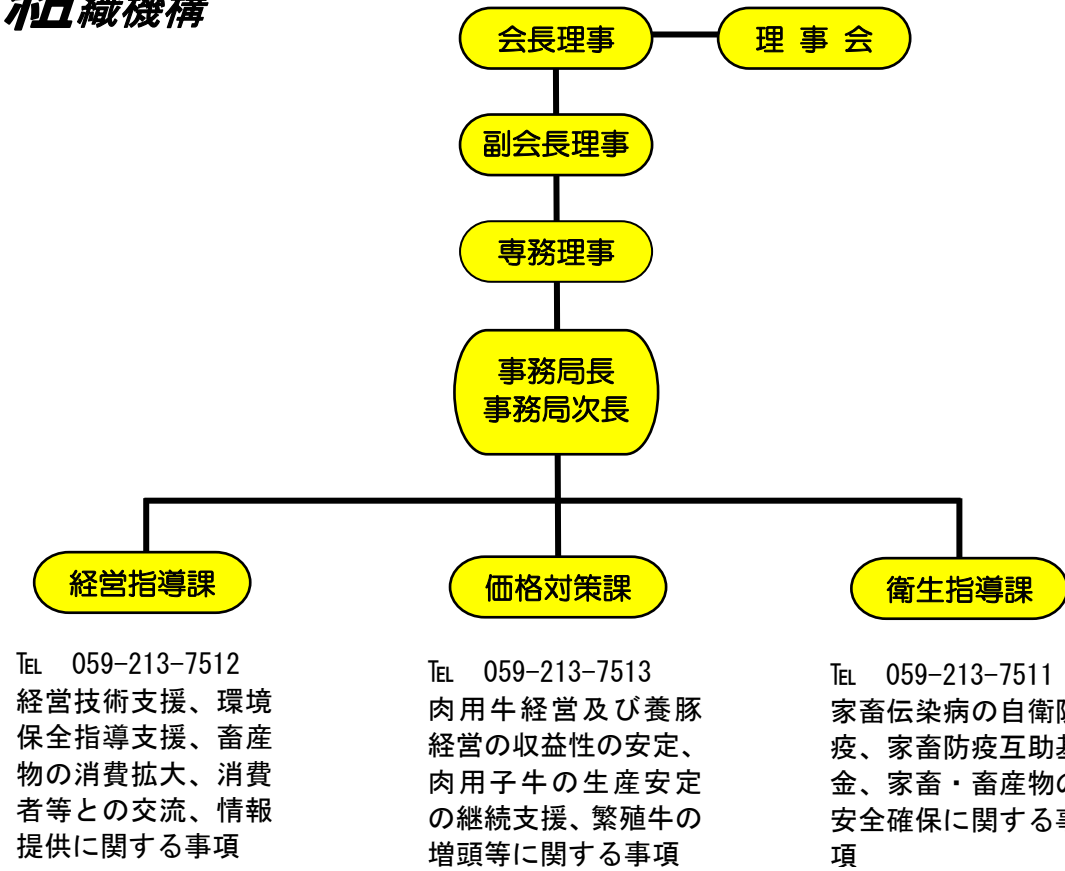 組織機構
会長理事
理事会
副会長理事
専務理事
事務局長
事務局次長
経営指導課
価格対策課
衛生指導課
℡ 059-213-7512
経営技術支援、環境
保全指導支援、畜産
物の消費拡大、消費
者等との交流、情報
提供に関する事項
℡ 059-213-7513
肉用牛経営及び養豚
経営の収益性の安定、
肉用子牛の生産安定
の継続支援、繁殖牛の
増頭等に関する事項
℡ 059-213-7511
家畜伝染病の自衛防
疫、家畜防疫互助基
金、家畜・畜産物の
安全確保に関する事
項